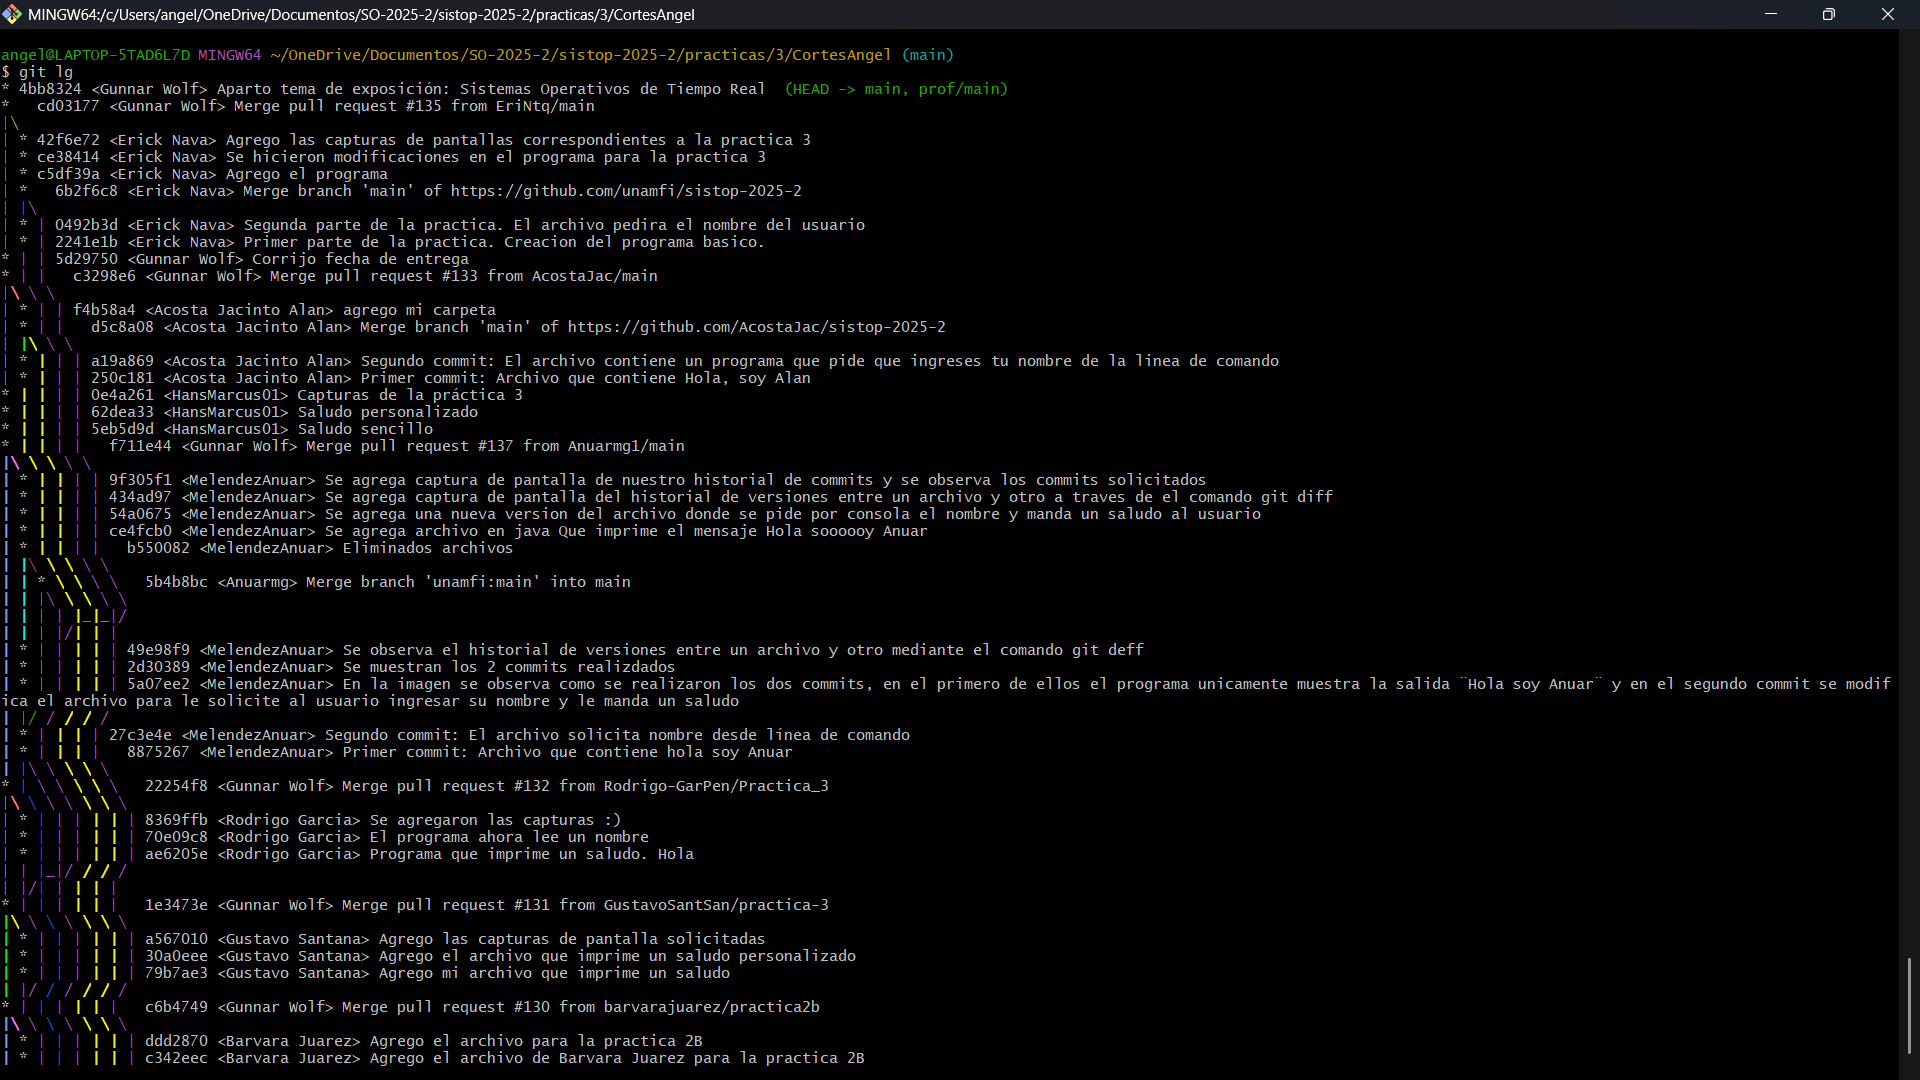 MINGW64:/c/Users/angel/OneDrive/Documentos/SO-2025-2/sistop-2025-2/practicas/3/CortesAngel
angel@LAPTOP-5TAD6L7D MINGW64 ~/OneDrive/Documentos/SO-2025-2/sistop-2025-2/practicas/3/CortesAngel (main)
$ git lg
* 4bb8324 <Gunnar Wolf> Aparto tema de exposición: Sistemas Operativos de Tiempo Real  (HEAD -> main, prof/main)
*   cd03177 <Gunnar Wolf> Merge pull request #135 from EriNtq/main
|\
| * 42f6e72 <Erick Nava> Agrego las capturas de pantallas correspondientes a la practica 3
| * ce38414 <Erick Nava> Se hicieron modificaciones en el programa para la practica 3
| * c5df39a <Erick Nava> Agrego el programa
| *   6b2f6c8 <Erick Nava> Merge branch 'main' of https://github.com/unamfi/sistop-2025-2
| |\
| * | 0492b3d <Erick Nava> Segunda parte de la practica. El archivo pedira el nombre del usuario
| * | 2241e1b <Erick Nava> Primer parte de la practica. Creacion del programa basico.
* | | 5d29750 <Gunnar Wolf> Corrijo fecha de entrega
* | |   c3298e6 <Gunnar Wolf> Merge pull request #133 from AcostaJac/main
|\ \ \
| * | | f4b58a4 <Acosta Jacinto Alan> agrego mi carpeta
| * | |   d5c8a08 <Acosta Jacinto Alan> Merge branch 'main' of https://github.com/AcostaJac/sistop-2025-2
| |\ \ \
| * | | | a19a869 <Acosta Jacinto Alan> Segundo commit: El archivo contiene un programa que pide que ingreses tu nombre de la linea de comando
| * | | | 250c181 <Acosta Jacinto Alan> Primer commit: Archivo que contiene Hola, soy Alan
* | | | | 0e4a261 <HansMarcus01> Capturas de la práctica 3
* | | | | 62dea33 <HansMarcus01> Saludo personalizado
* | | | | 5eb5d9d <HansMarcus01> Saludo sencillo
* | | | |   f711e44 <Gunnar Wolf> Merge pull request #137 from Anuarmg1/main
|\ \ \ \ \
| * | | | | 9f305f1 <MelendezAnuar> Se agrega captura de pantalla de nuestro historial de commits y se observa los commits solicitados
| * | | | | 434ad97 <MelendezAnuar> Se agrega captura de pantalla del historial de versiones entre un archivo y otro a traves de el comando git diff
| * | | | | 54a0675 <MelendezAnuar> Se agrega una nueva version del archivo donde se pide por consola el nombre y manda un saludo al usuario
| * | | | | ce4fcb0 <MelendezAnuar> Se agrega archivo en java Que imprime el mensaje Hola soooooy Anuar
| * | | | |   b550082 <MelendezAnuar> Eliminados archivos
| |\ \ \ \ \
| | * \ \ \ \   5b4b8bc <Anuarmg> Merge branch 'unamfi:main' into main
| | |\ \ \ \ \
| | | | |_|_|/
| | | |/| | |
| * | | | | | 49e98f9 <MelendezAnuar> Se observa el historial de versiones entre un archivo y otro mediante el comando git deff
| * | | | | | 2d30389 <MelendezAnuar> Se muestran los 2 commits realizdados
| * | | | | | 5a07ee2 <MelendezAnuar> En la imagen se observa como se realizaron los dos commits, en el primero de ellos el programa unicamente muestra la salida ¨Hola soy Anuar¨ y en el segundo commit se modif
ica el archivo para le solicite al usuario ingresar su nombre y le manda un saludo
| |/ / / / /
| * | | | | 27c3e4e <MelendezAnuar> Segundo commit: El archivo solicita nombre desde línea de comando
| * | | | |   8875267 <MelendezAnuar> Primer commit: Archivo que contiene hola soy Anuar
| |\ \ \ \ \
* | \ \ \ \ \   22254f8 <Gunnar Wolf> Merge pull request #132 from Rodrigo-GarPen/Practica_3
|\ \ \ \ \ \ \
| * | | | | | | 8369ffb <Rodrigo Garcia> Se agregaron las capturas :)
| * | | | | | | 70e09c8 <Rodrigo Garcia> El programa ahora lee un nombre
| * | | | | | | ae6205e <Rodrigo Garcia> Programa que imprime un saludo. Hola
| | |_|/ / / /
| |/| | | | |
* | | | | | |   1e3473e <Gunnar Wolf> Merge pull request #131 from GustavoSantSan/practica-3
|\ \ \ \ \ \ \
| * | | | | | | a567010 <Gustavo Santana> Agrego las capturas de pantalla solicitadas
| * | | | | | | 30a0eee <Gustavo Santana> Agrego el archivo que imprime un saludo personalizado
| * | | | | | | 79b7ae3 <Gustavo Santana> Agrego mi archivo que imprime un saludo
| |/ / / / / /
* | | | | | |   c6b4749 <Gunnar Wolf> Merge pull request #130 from barvarajuarez/practica2b
|\ \ \ \ \ \ \
| * | | | | | | ddd2870 <Barvara Juarez> Agrego el archivo para la practica 2B
| * | | | | | | c342eec <Barvara Juarez> Agrego el archivo de Barvara Juarez para la practica 2B